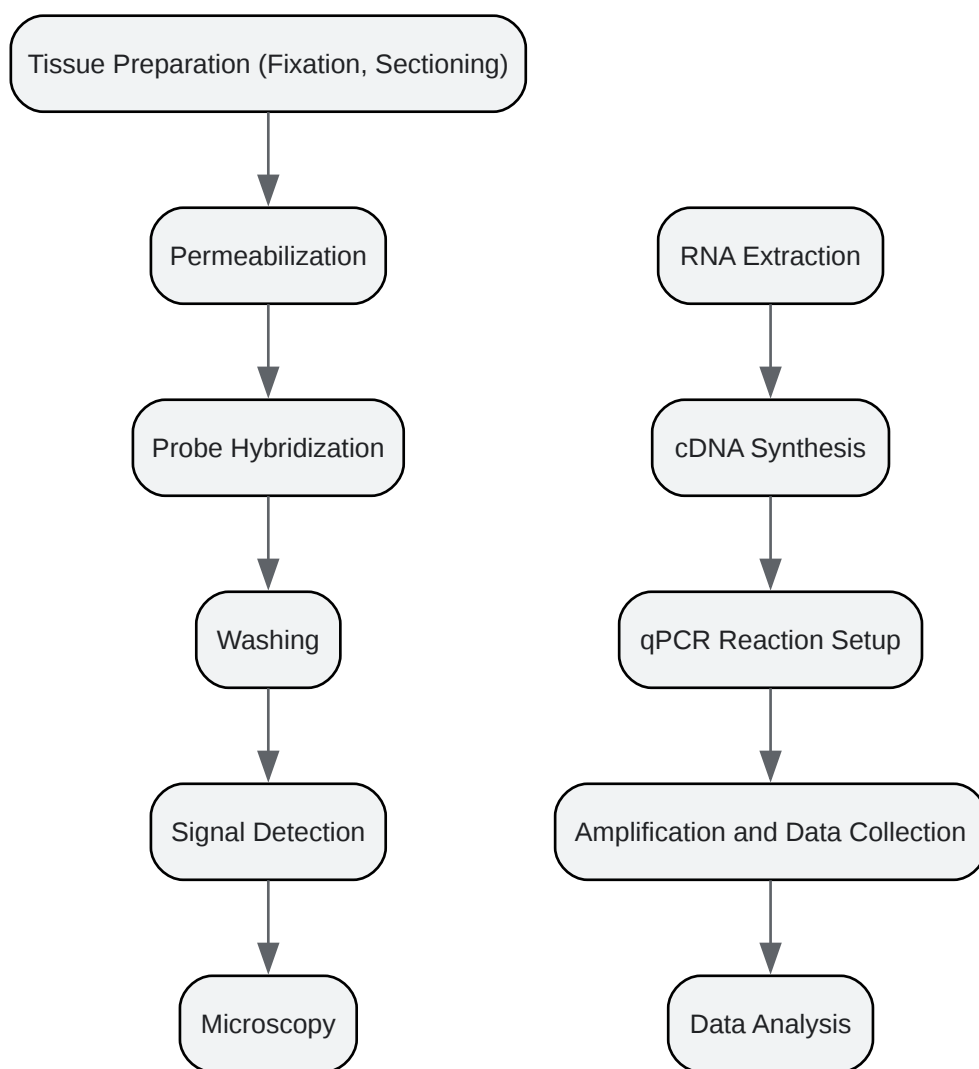 Tissue Preparation (Fixation, Sectioning)
Permeabilization
Probe Hybridization
Washing
Signal Detection
Microscopy
RNA Extraction
cDNA Synthesis
qPCR Reaction Setup
Amplification and Data Collection
Data Analysis